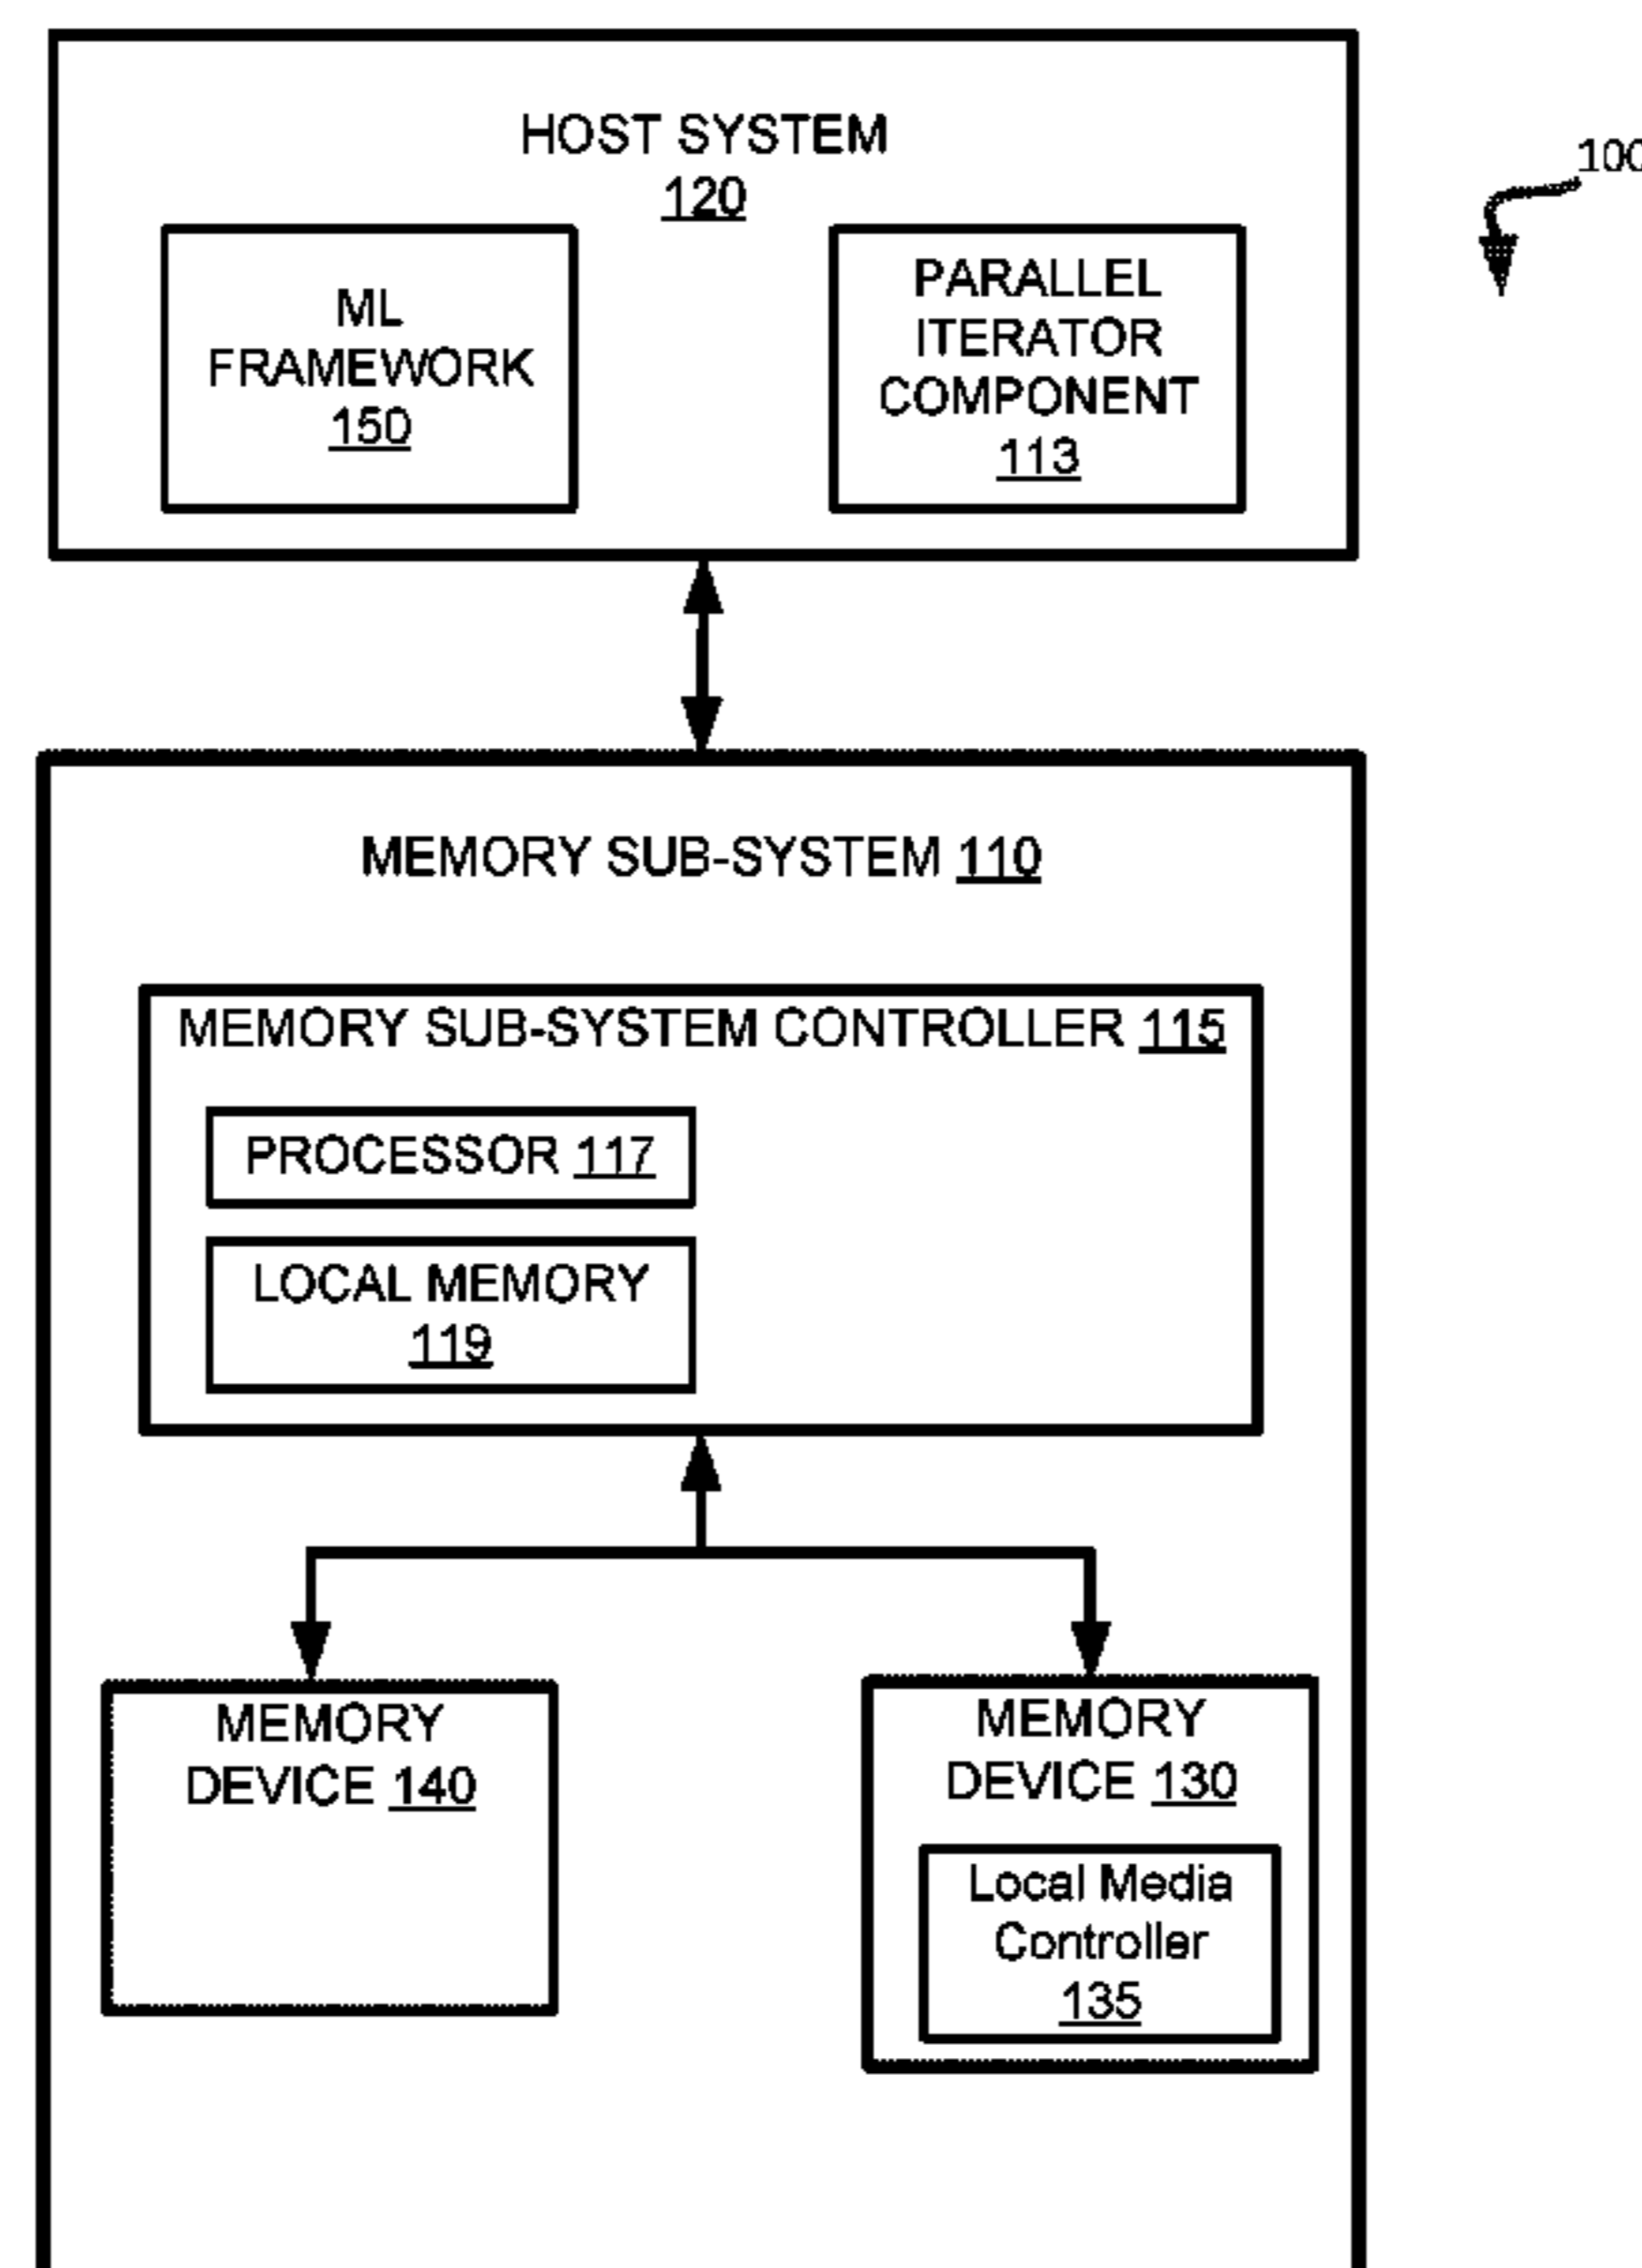 HOST SYSTEM
120
100
ML
FRAMEWORK
150
PARALLEL
ITERATOR
COMPONENT
113
MEMORY SUB-SYSTEM 110
MEMORY SUB-SYSTEM CONTROLLER 115
PROCESSOR 117
LOCAL MEMORY
119
MEMORY
DEVICE 140
MEMORY
DEVICE 130
Local Media
Controller
135